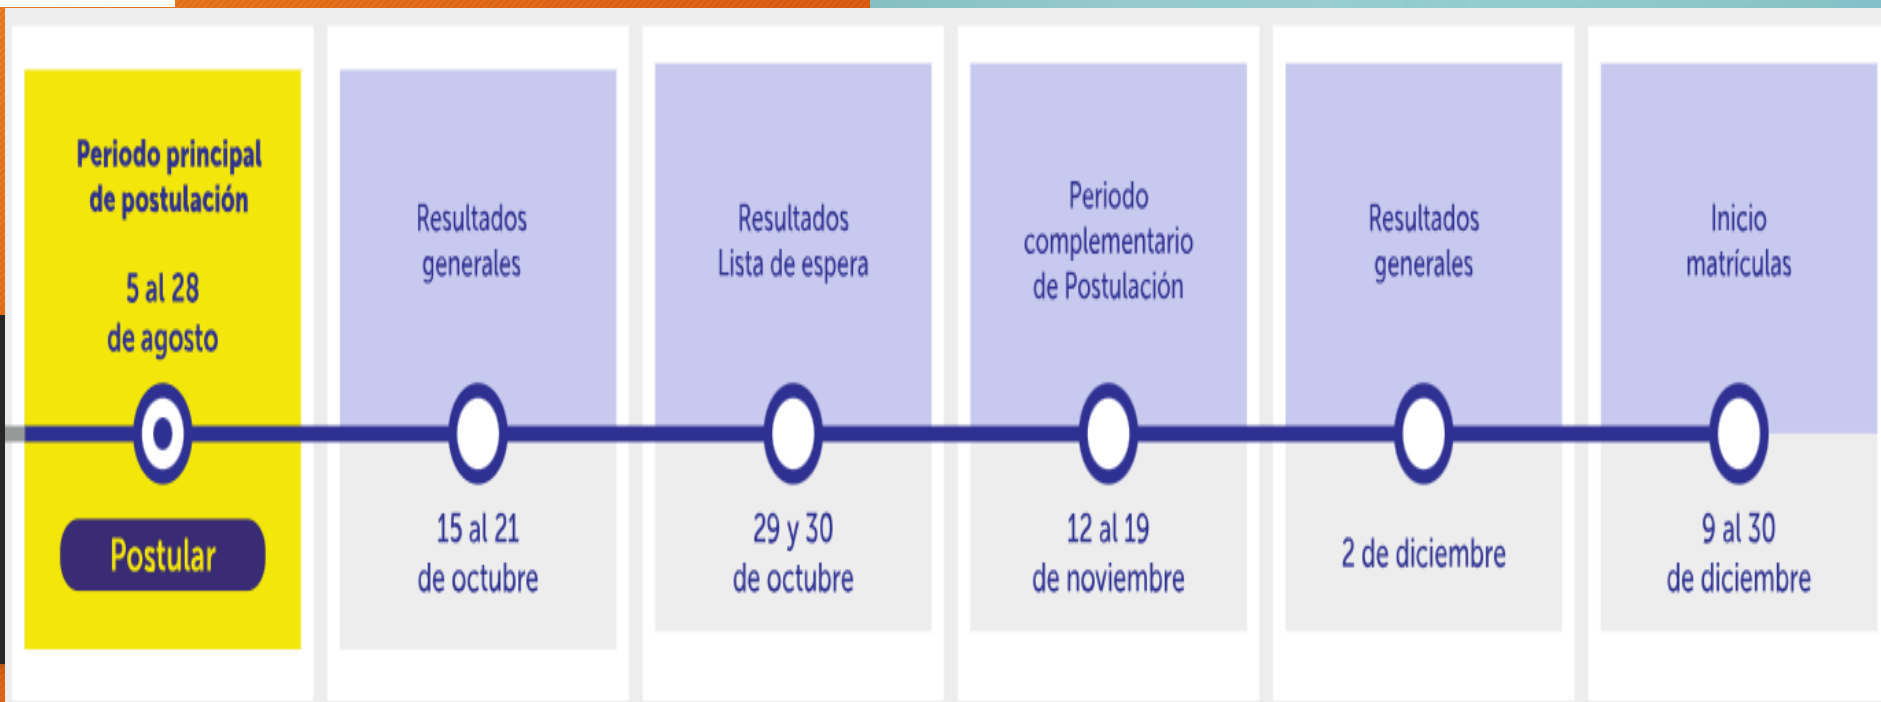 Periodo principal
de postulación
5 al 28
de agosto
Postular
Resultados
generales
15 al 21
de octubre
Resultados
Lista de espera
29 y 30
de octubre
Periodo
complementario
de Postulación
12 al 19
de noviembre
Resultados
generales
2 de diciembre
Inicio
matrículas
9 al 30
de diciembre